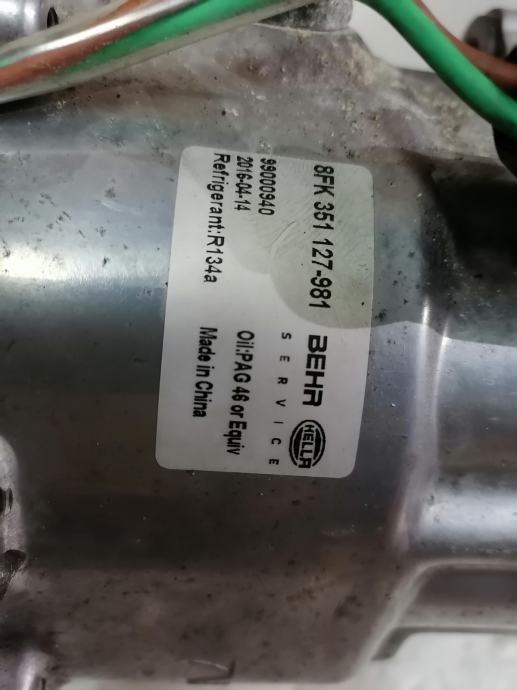 8FK 351 127-981
BEHR HELLA
SERVICE
99000940
2016-04-14
Oil:PAG 46 or Equiv
Refrigerant:R134a
Made in China